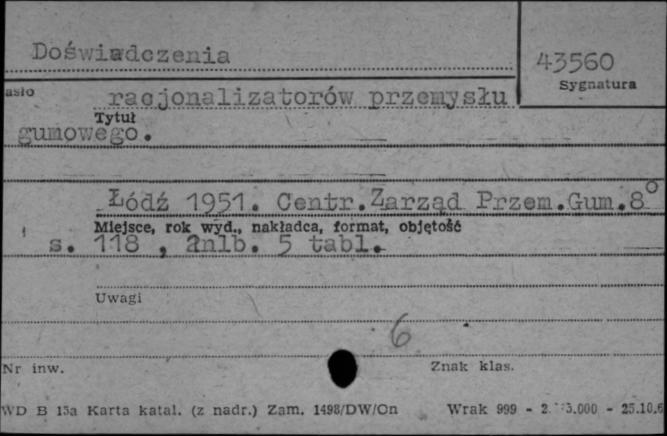 Doświadczenia
43560
Sygnatura
asło
racjonalizatorów przemysłu
Tytuł
gumowego.
Łódź 1951. Centr.Zarząd Przem.Gum.8°
Miejsce, rok wyd., nakładca, format, objętość
s. 118 , 2nlb. 5 tabl.
Uwagi
6
Nr inw.
Znak klas.
WD B 15a Karta katal. (z nadr.) Zam. 1498/DW/On Wrak 999 -